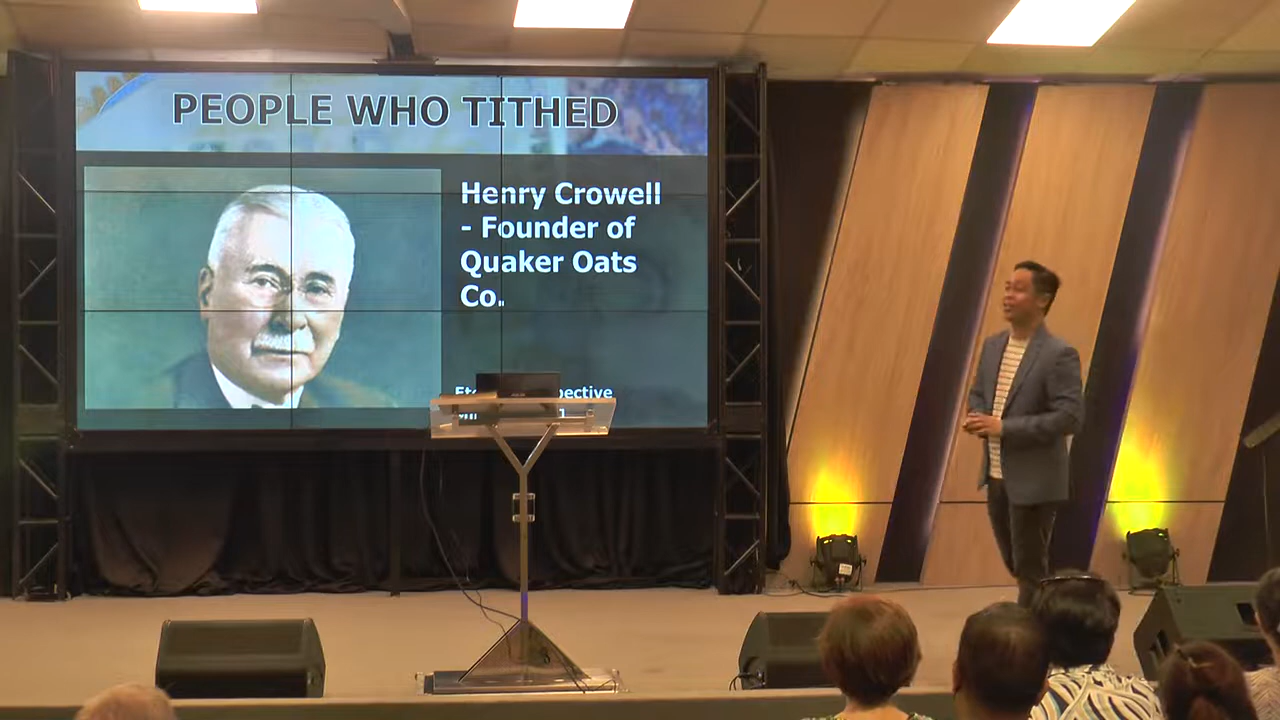 PEOPLE WHO TITHED
Henry Crowell
- Founder of
Quaker Oats
Co.